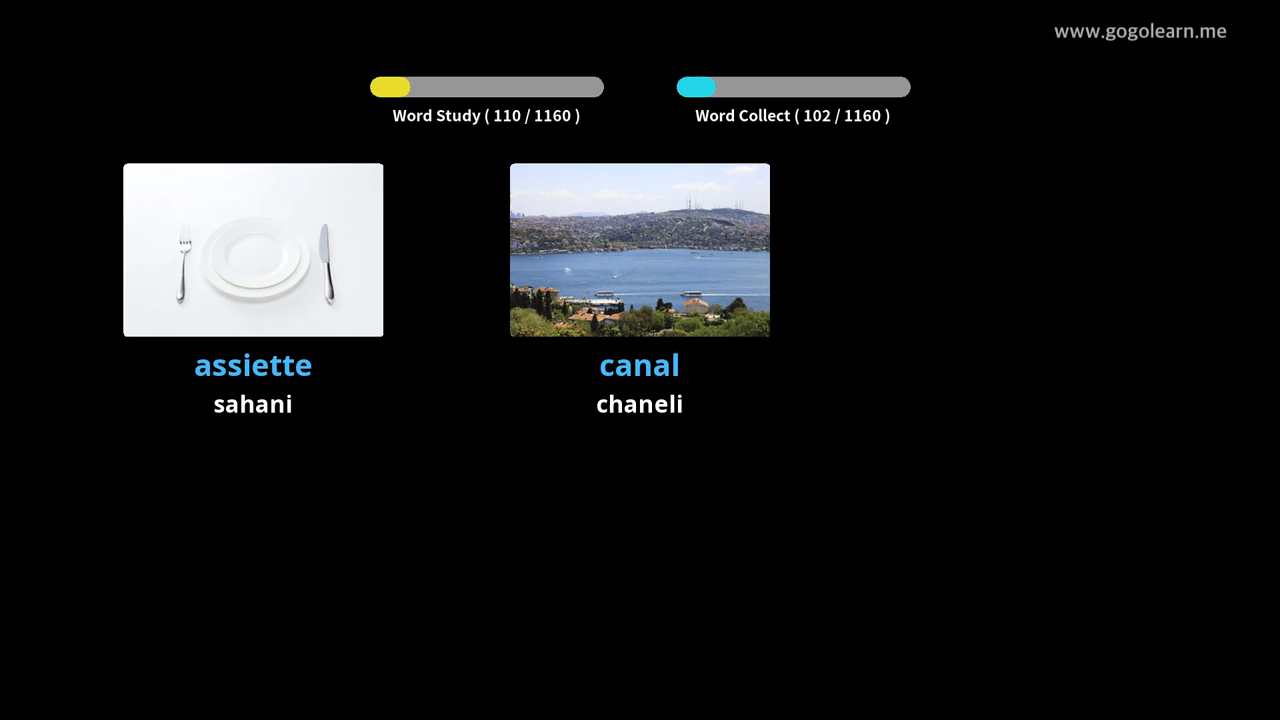 www.gogolearn.me
Word Study ( 110 / 1160 )
Word Collect ( 102 / 1160 )
assiette
sahani
canal
chaneli